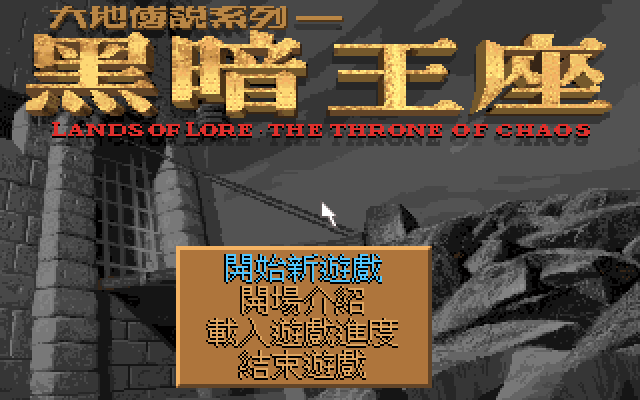 大地傳説系列一
黑暗王座
LANDS OF LORE · THE THRONE OF CHAOS
開始新遊戲
開場介紹
載入遊戲進度
結束遊戲